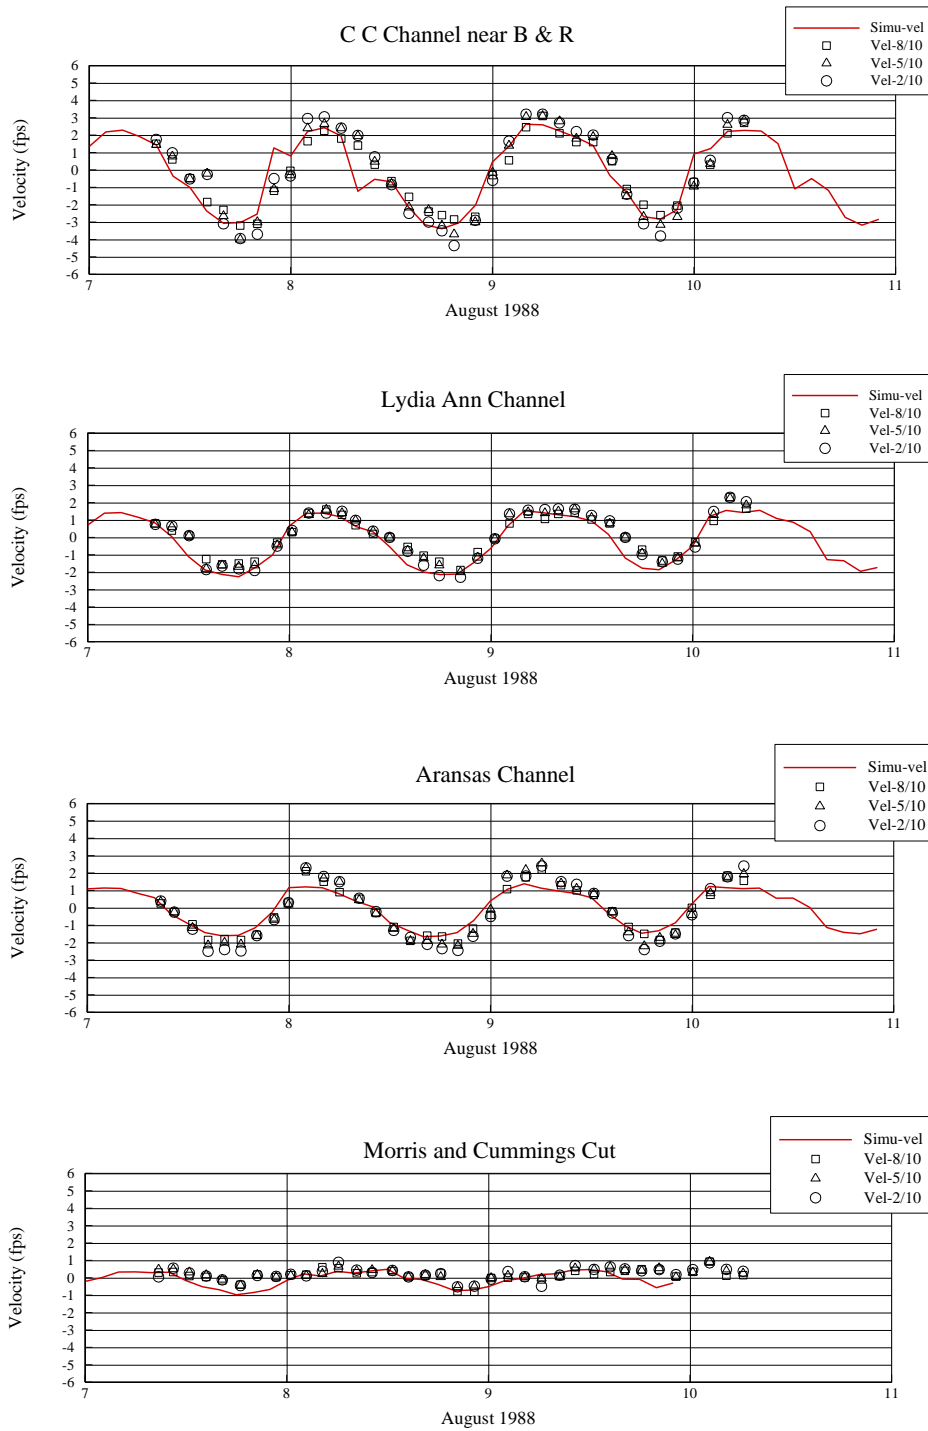 C C Channel near B & R
Simu-vel
Vel-8/10
Vel-5/10
Vel-2/10
Velocity (fps)
6
5
4
3
2
1
0
-1
-2
-3
-4
-5
-6
7 8 9 10 11
August 1988
Lydia Ann Channel
Simu-vel
Vel-8/10
Vel-5/10
Vel-2/10
Velocity (fps)
6
5
4
3
2
1
0
-1
-2
-3
-4
-5
-6
7 8 9 10 11
August 1988
Aransas Channel
Simu-vel
Vel-8/10
Vel-5/10
Vel-2/10
Velocity (fps)
6
5
4
3
2
1
0
-1
-2
-3
-4
-5
-6
7 8 9 10 11
August 1988
Morris and Cummings Cut
Simu-vel
Vel-8/10
Vel-5/10
Vel-2/10
Velocity (fps)
6
5
4
3
2
1
0
-1
-2
-3
-4
-5
-6
7 8 9 10 11
August 1988